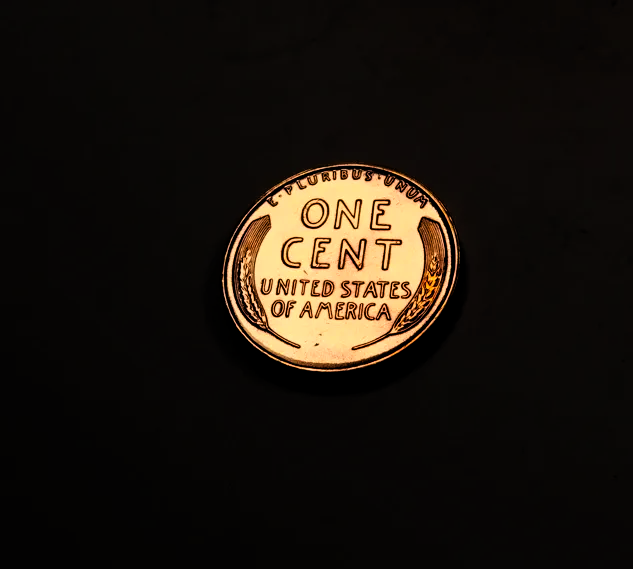 E·PLURIBUS·UNUM
ONE
CENT
UNITED STATES
OF AMERICA